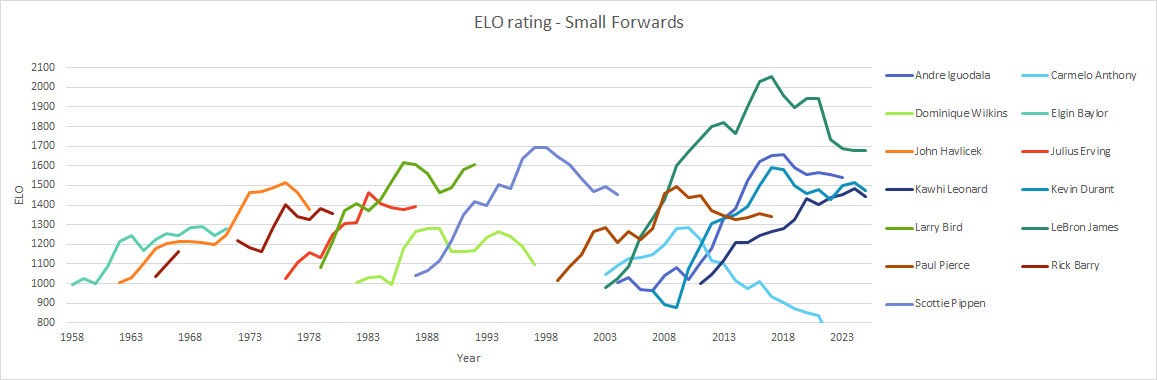 ELO rating - Small Forwards
2100
2000
1900
1800
1700
1600
1500
1400
1300
1200
1100
1000
900
800
ELO
1958 1963 1968 1973 1978 1983 1988 1993 1998 2003 2008 2013 2018 2023
Year
Andre Iguodala Carmelo Anthony
Dominique Wilkins Elgin Baylor
John Havlicek Julius Erving
Kawhi Leonard Kevin Durant
Larry Bird LeBron James
Paul Pierce Rick Barry
Scottie Pippen